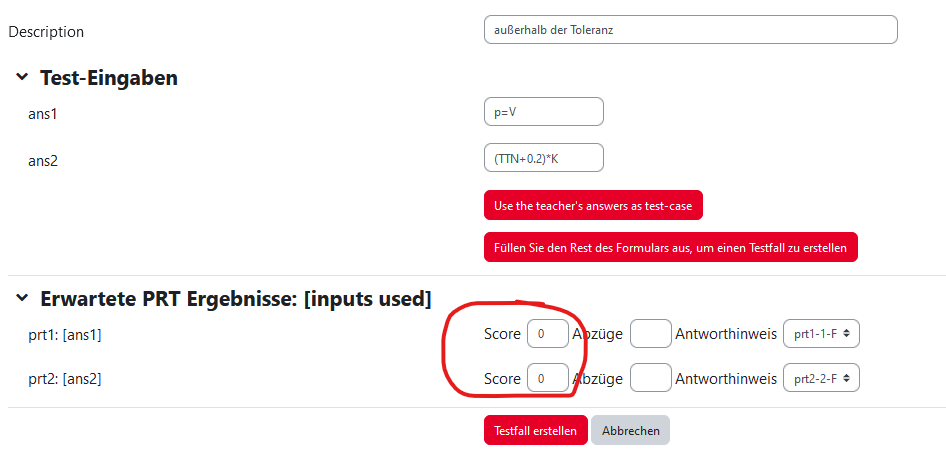 Description außerhalb der Toleranz
Test-Eingaben
ans1 p=V
ans2 (TTN+0.2)*K
Use the teacher's answers as test-case
Füllen Sie den Rest des Formulars aus, um einen Testfall zu erstellen
Erwartete PRT Ergebnisse: [inputs used]
prt1: [ans1] Score 0 Abzüge Antworthinweis prt1-1-F
prt2: [ans2] Score 0 Abzüge Antworthinweis prt2-2-F
Testfall erstellen Abbrechen